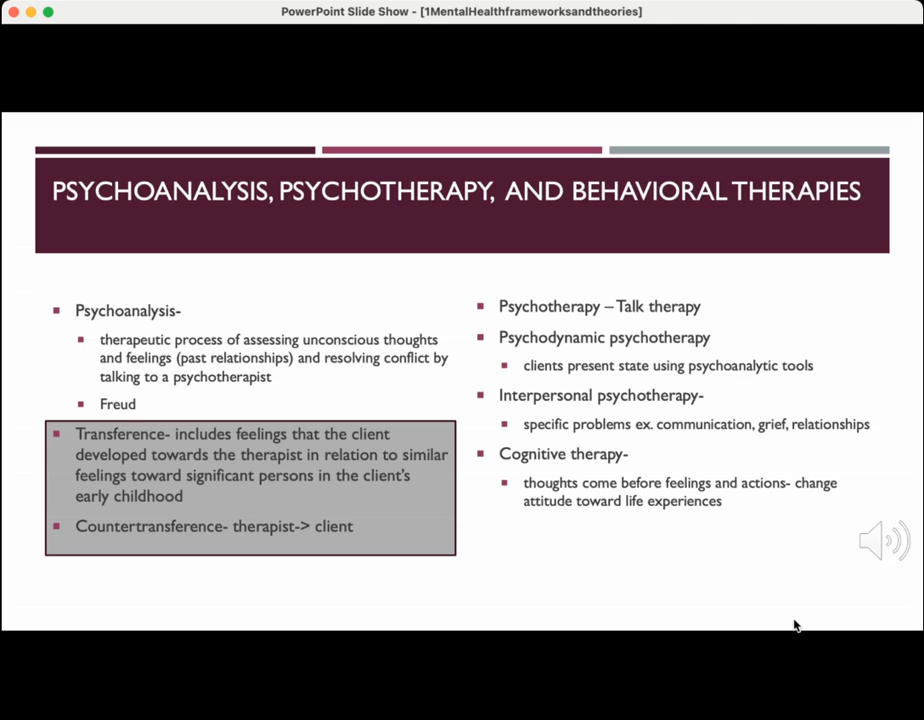 PowerPoint Slide Show - [1MentalHealthframeworksandtheories]
PSYCHOANALYSIS, PSYCHOTHERAPY, AND BEHAVIORAL THERAPIES
Psychoanalysis-
therapeutic process of assessing unconscious thoughts
and feelings (past relationships) and resolving conflict by
talking to a psychotherapist
Freud
Transference- includes feelings that the client
developed towards the therapist in relation to similar
feelings toward significant persons in the client's
early childhood
Countertransference- therapist-> client
Psychotherapy – Talk therapy
Psychodynamic psychotherapy
clients present state using psychoanalytic tools
Interpersonal psychotherapy-
specific problems ex. communication, grief, relationships
Cognitive therapy-
thoughts come before feelings and actions- change
attitude toward life experiences